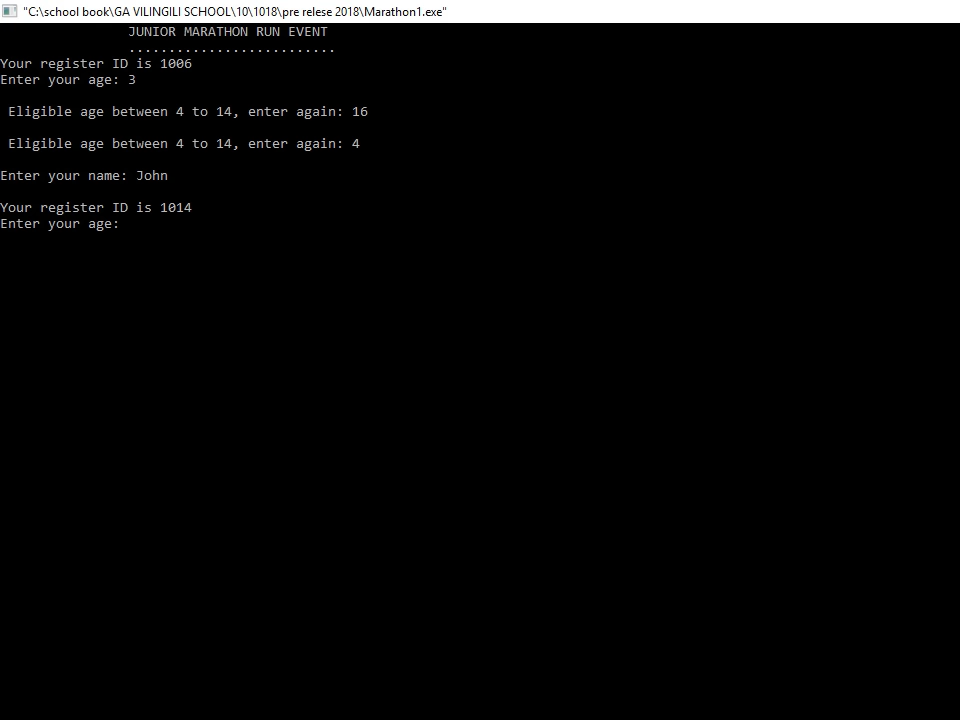 "C:\school book\GA VILINGILI SCHOOL\10\1018\pre relese 2018\Marathon1.exe"
JUNIOR MARATHON RUN EVENT
..........................
Your register ID is 1006
Enter your age: 3
Eligible age between 4 to 14, enter again: 16
Eligible age between 4 to 14, enter again: 4
Enter your name: John
Your register ID is 1014
Enter your age: